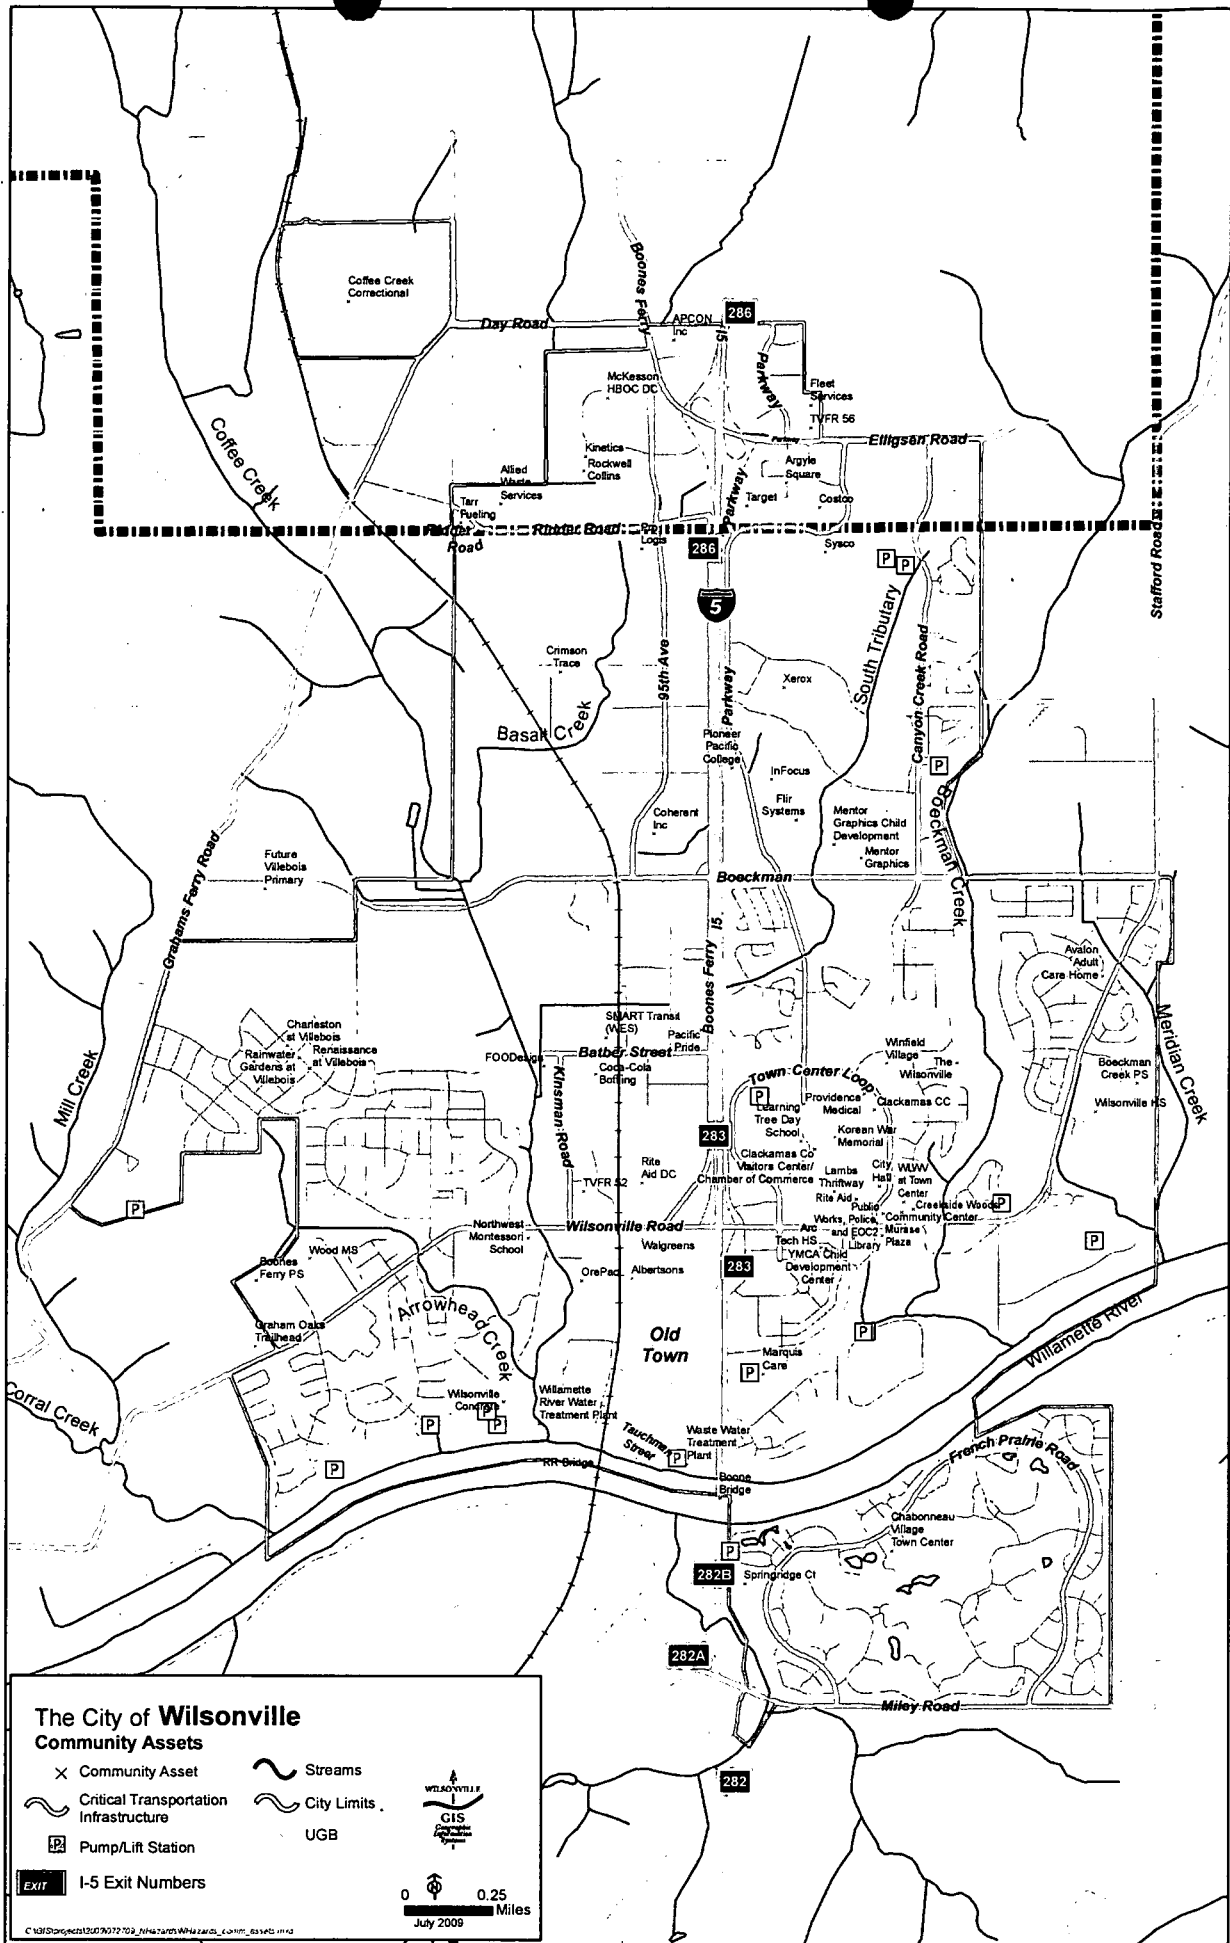 Coffee Creek
Correctional
Day Road
Boones Ferry
APCON
Inc
286
I5
Parkway
McKesson
HBOC DC
Fleet
Services
TVFR 56
Parkway
Elligsen Road
Coffee Creek
Kinetics
Rockwell
Collins
Argyle
Square
Allied
Waste
Services
Tarr
Fueling
Target
Costco
Parkway
Ridder
Road
Ridder Road
Pro
Logis
286
Sysco
P
P
5
Stafford Road
South Tributary
Canyon Creek Road
Crimson
Trace
95th Ave
Xerox
Parkway
Basalt Creek
Pioneer
Pacific
College
P
InFocus
Flir
Systems
Coherent
Inc
Mentor
Graphics Child
Development
Mentor
Graphics
Boeckman Creek
Grahams Ferry Road
Future
Villebois
Primary
Boeckman
I5
Boones Ferry
Avalon
Adult
Care Home
Meridian Creek
Charleston
at Villebois
Rainwater
Gardens at
Villebois
Renaissance
at Villebois
SMART Transit
(WES)
Pacific
Pride
FOODesign
Barber Street
Coca-Cola
Bottling
Kinsman Road
Winfield
Village
The
Wilsonville
Boeckman
Creek PS
Wilsonville HS
Mill Creek
Town Center Loop
P
Learning
Tree Day
School
Providence
Medical
Clackamas CC
Korean War
Memorial
283
Clackamas Co
Visitors Center/
Chamber of Commerce
Rite
Aid DC
TVFR 52
Lambs
Thriftway
City
Hall
WLWV
at Town
Center
Rite Aid
Creekside Woods
P
Public
Works, Police,
and EOC2
Community Center
Murase
Plaza
Library
P
Northwest
Montessori
School
Wilsonville Road
Walgreens
Arc
Tech HS
YMCA Child
Development
Center
P
Wood MS
Boones
Ferry PS
OrePac
Albertsons
283
Arrowhead Creek
Graham Oaks
Trailhead
Old
Town
P
Willamette River
Marquis
Care
P
Corral Creek
Wilsonville
Concrete
P
P
P
Willamette
River Water
Treatment Plant
Tauchman
Street
P
Waste Water
Treatment
Plant
P
RR Bridge
Boone
Bridge
French Prairie Road
Chabonneau
Village
Town Center
P
282B
Springridge Ct
282A
Miley Road
282
The City of Wilsonville
Community Assets
Community Asset
Streams
Critical Transportation
Infrastructure
City Limits
UGB
P
Pump/Lift Station
EXIT
I-5 Exit Numbers
WILSONVILLE
GIS
Geographic
Information
Systems
N
0 0.25
Miles
July 2009